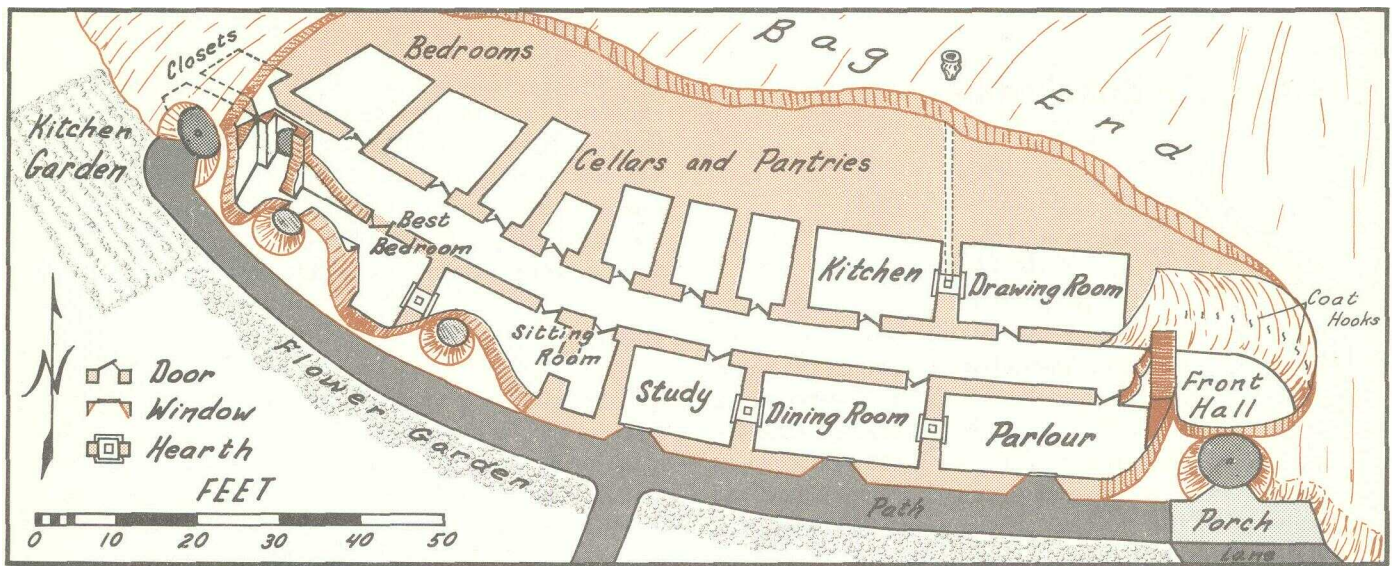 Bag End
Closets
Bedrooms
Kitchen
Garden
Cellars and Pantries
Best
Bedroom
Kitchen
Drawing Room
Coat
Hooks
Sitting
Room
Study
Dining Room
Parlour
Front
Hall
Flower Garden
Path
Porch
Lane
N
Door
Window
Hearth
FEET
0 10 20 30 40 50